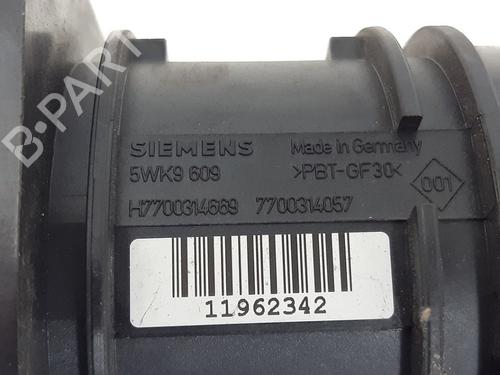 B-PART
SIEMENS Made in Germany
5WK9 609 >PBT-GF30< 001
H7700314669 7700314057
11962342